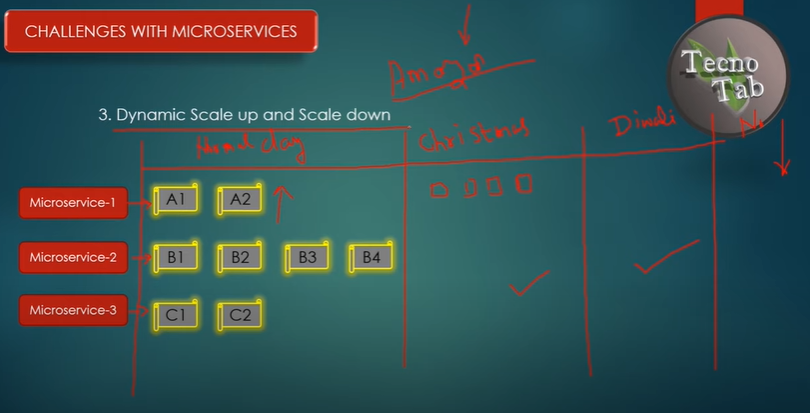 CHALLENGES WITH MICROSERVICES
Amazon
Tecno
Tab
3. Dynamic Scale up and Scale down
Normal day
Christmas
Diwali
Microservice-1
A1
A2
Microservice-2
B1
B2
B3
B4
Microservice-3
C1
C2